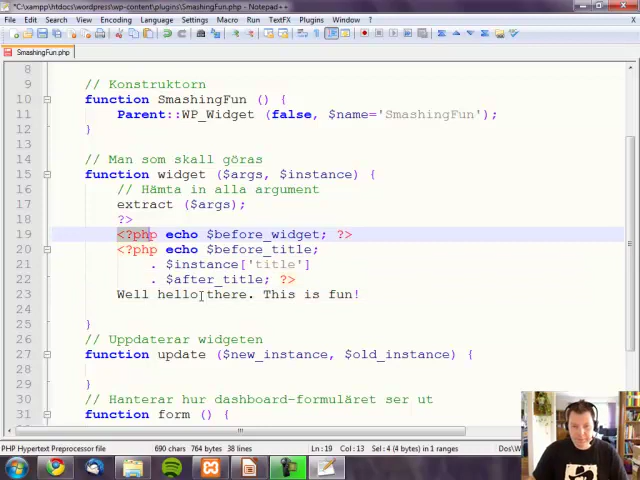 *C:\xampp\htdocs\wordpress\wp-content\plugins\SmashingFun.php - Notepad++
File Edit Search View Encoding Language Settings Macro Run TextFX Plugins Window ?
SmashingFun.php
8
9 // Konstruktorn
10 function SmashingFun () {
11 Parent::WP_Widget (false, $name='SmashingFun');
12 }
13
14 // Man som skall göras
15 function widget ($args, $instance) {
16 // Hämta in alla argument
17 extract ($args);
18 ?>
19 <?php echo $before_widget; ?>
20 <?php echo $before_title;
21 . $instance['title']
22 . $after_title; ?>
23 Well hello there. This is fun!
24
25 }
26 // Uppdaterar widgeten
27 function update ($new_instance, $old_instance) {
28
29 }
30 // Hanterar hur dashboard-formuläret ser ut
31 function form () {
PHP Hypertext Preprocessor file 690 chars 764 bytes 38 lines Ln : 19 Col : 13 Sel : 4 (4 bytes) in 1 ranges